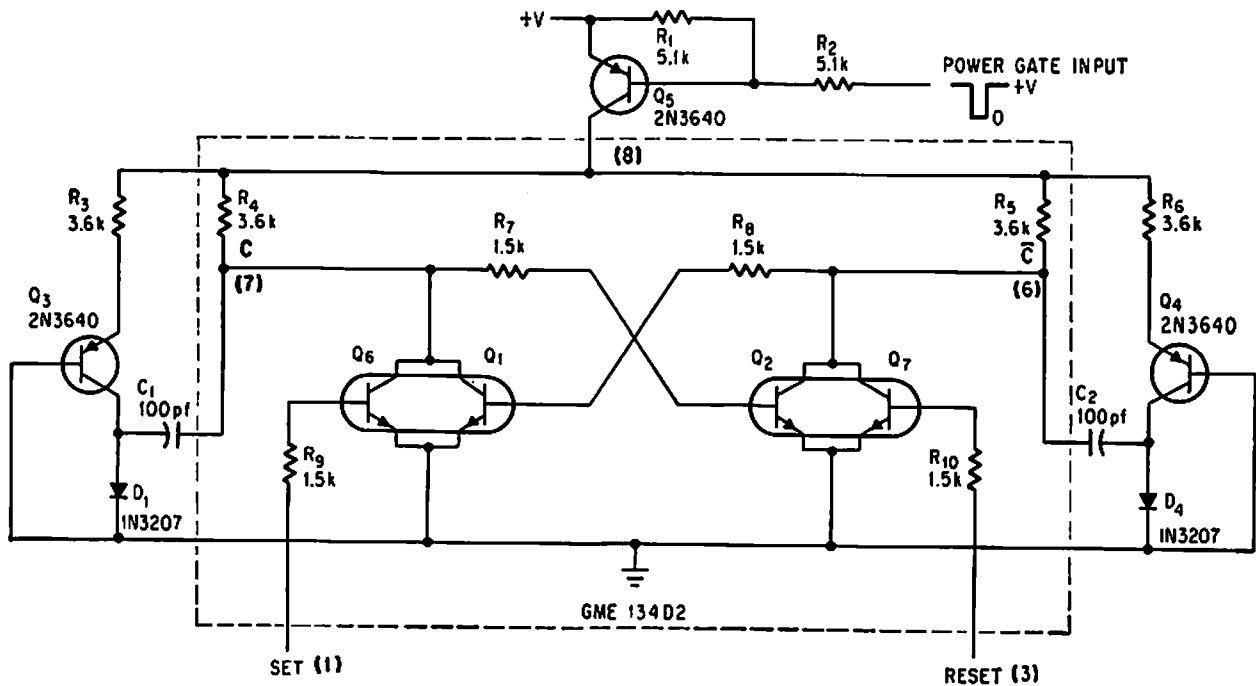 +V
R1
5.1k
R2
5.1k
POWER GATE INPUT
+V
0
Q5
2N3640
(8)
R3
3.6k
R4
3.6k
R5
3.6k
R6
3.6k
R7
1.5k
R8
1.5k
C
(7)
C̅
(6)
Q3
2N3640
Q4
2N3640
Q6
Q1
Q2
Q7
C1
100pf
C2
100pf
R9
1.5k
R10
1.5k
D1
1N3207
D4
1N3207
GME 134D2
SET (1)
RESET (3)